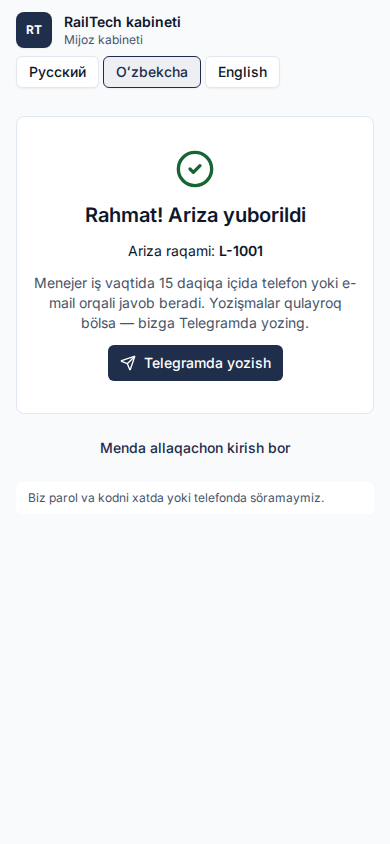 RT
RailTech kabineti
Mijoz kabineti
Русский
Oʻzbekcha
English
Rahmat! Ariza yuborildi
Ariza raqami: L-1001
Menejer iş vaqtida 15 daqiqa içida telefon yoki e-
mail orqali javob beradi. Yozişmalar qulayroq
bölsa — bizga Telegramda yozing.
Telegramda yozish
Menda allaqachon kirish bor
Biz parol va kodni xatda yoki telefonda söramaymiz.